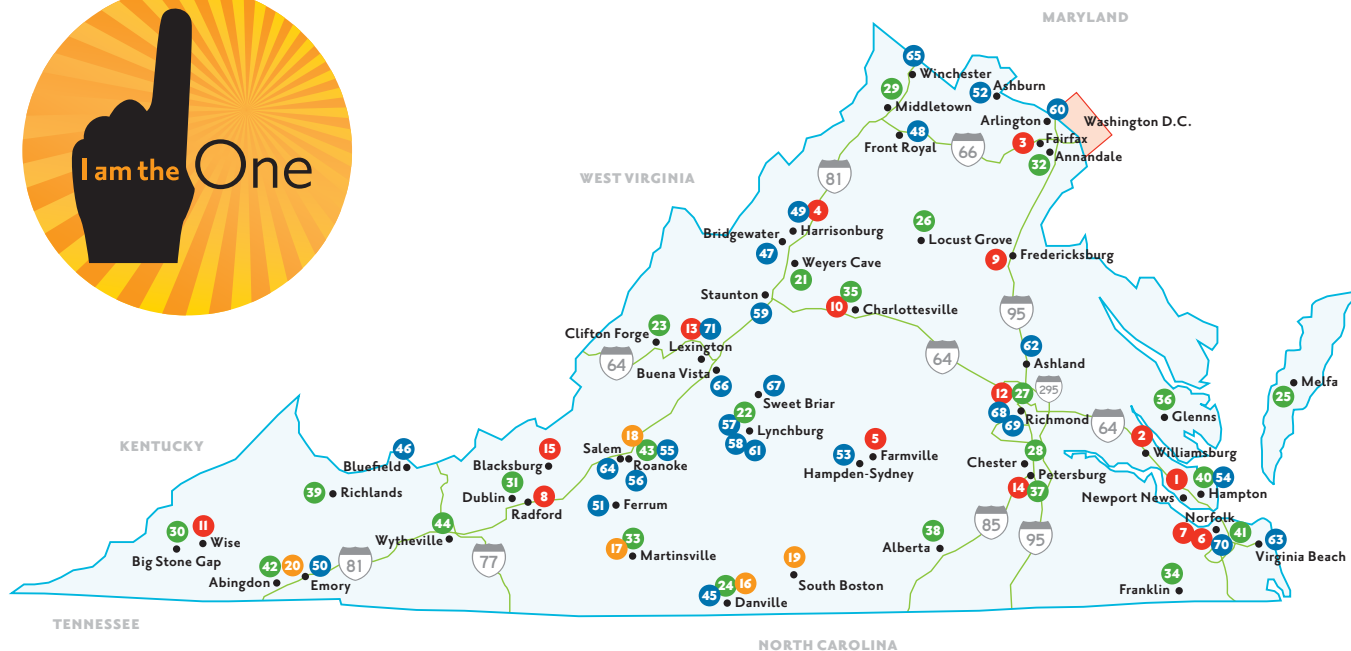 I am the One
MARYLAND
65
Winchester
29
Middletown
52
Ashburn
60
Arlington
Washington D.C.
48
Front Royal
66
3
Fairfax
Annandale
32
WEST VIRGINIA
81
49
4
Harrisonburg
Bridgewater
47
26
Locust Grove
9
Fredericksburg
Weyers Cave
21
Staunton
59
10
35
Charlottesville
95
Clifton Forge
23
13
71
Lexington
64
Buena Vista
66
64
62
Ashland
295
67
Sweet Briar
22
57
Lynchburg
58
61
12
27
68
Richmond
69
64
36
Glenns
Melfa
25
KENTUCKY
46
Bluefield
15
Blacksburg
18
Salem
43
55
Roanoke
64
56
5
Farmville
53
Hampden-Sydney
28
Chester
Petersburg
14
37
2
Williamsburg
1
40
54
Newport News
Hampton
39
Richlands
31
Dublin
8
Radford
51
Ferrum
44
Wytheville
30
11
Wise
Big Stone Gap
42
20
50
Abingdon
Emory
81
77
17
33
Martinsville
19
South Boston
45
24
16
Danville
38
Alberta
85
95
Norfolk
7
6
70
41
63
Virginia Beach
34
Franklin
TENNESSEE
NORTH CAROLINA